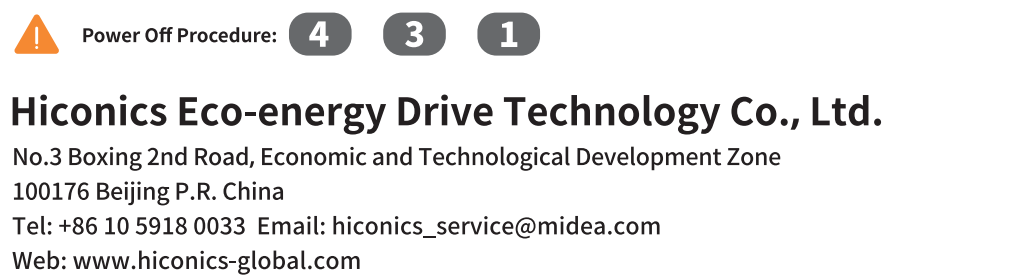 Power Off Procedure: 4 3 1
Hiconics Eco-energy Drive Technology Co., Ltd.
No.3 Boxing 2nd Road, Economic and Technological Development Zone
100176 Beijing P.R. China
Tel: +86 10 5918 0033 Email: hiconics_service@midea.com
Web: www.hiconics-global.com